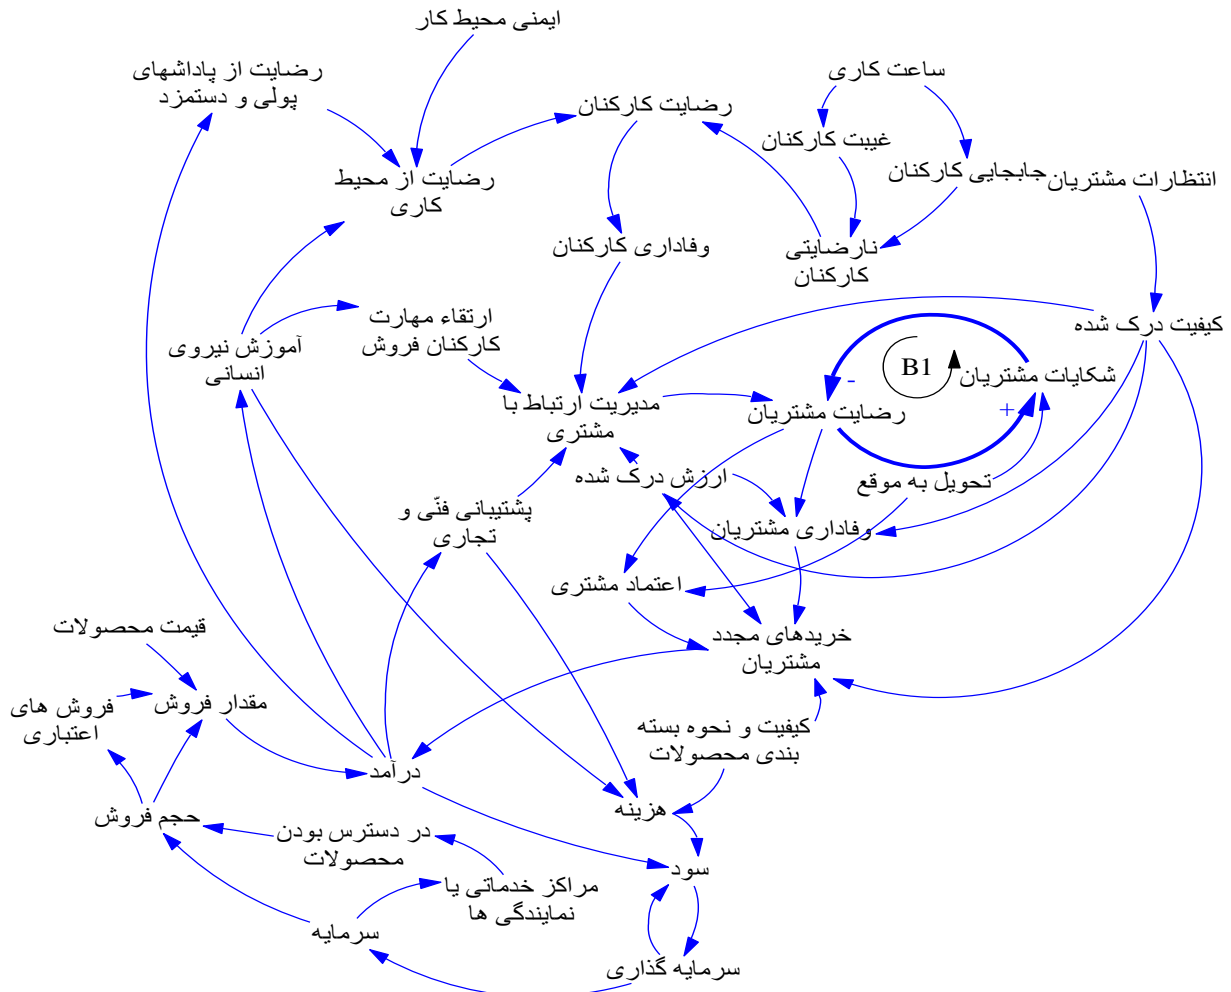 ایمنی محیط کار
رضایت از پاداشهای
پولی و دستمزد
ساعت کاری
رضایت کارکنان
غیبت کارکنان
جابجایی کارکنان
انتظارات مشتریان
رضایت از محیط
کاری
نارضایتی
کارکنان
وفاداری کارکنان
ارتقاء مهارت
کارکنان فروش
کیفیت درک شده
آموزش نیروی
انسانی
شکایات مشتریان
B1
-
+
مدیریت ارتباط با
مشتری
رضایت مشتریان
ارزش درک شده
تحویل به موقع
پشتیبانی فنّی و
تجاری
وفاداری مشتریان
اعتماد مشتری
قیمت محصولات
خریدهای مجدد
مشتریان
فروش های
اعتباری
مقدار فروش
کیفیت و نحوه بسته
بندی محصولات
درآمد
هزینه
حجم فروش
در دسترس بودن
محصولات
سود
مراکز خدماتی یا
نمایندگی ها
سرمایه
سرمایه گذاری